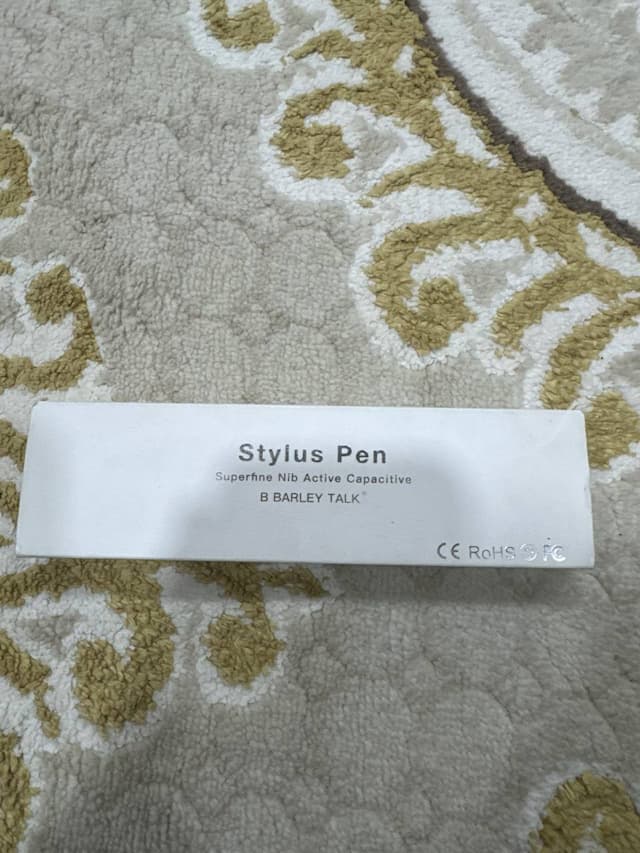 Stylus Pen
Superfine Nib Active Capacitive
B BARLEY TALK®
CE RoHS FC